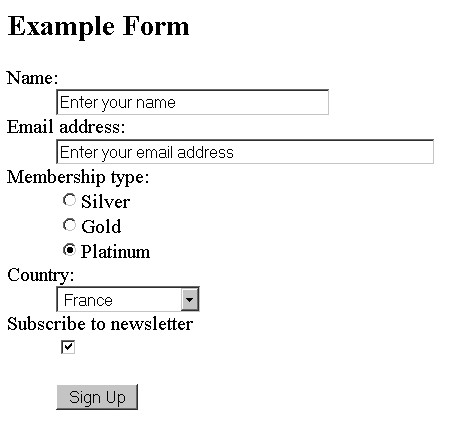 Example Form
Name:
Enter your name
Email address:
Enter your email address
Membership type:
Silver
Gold
Platinum
Country:
France
Subscribe to newsletter
Sign Up